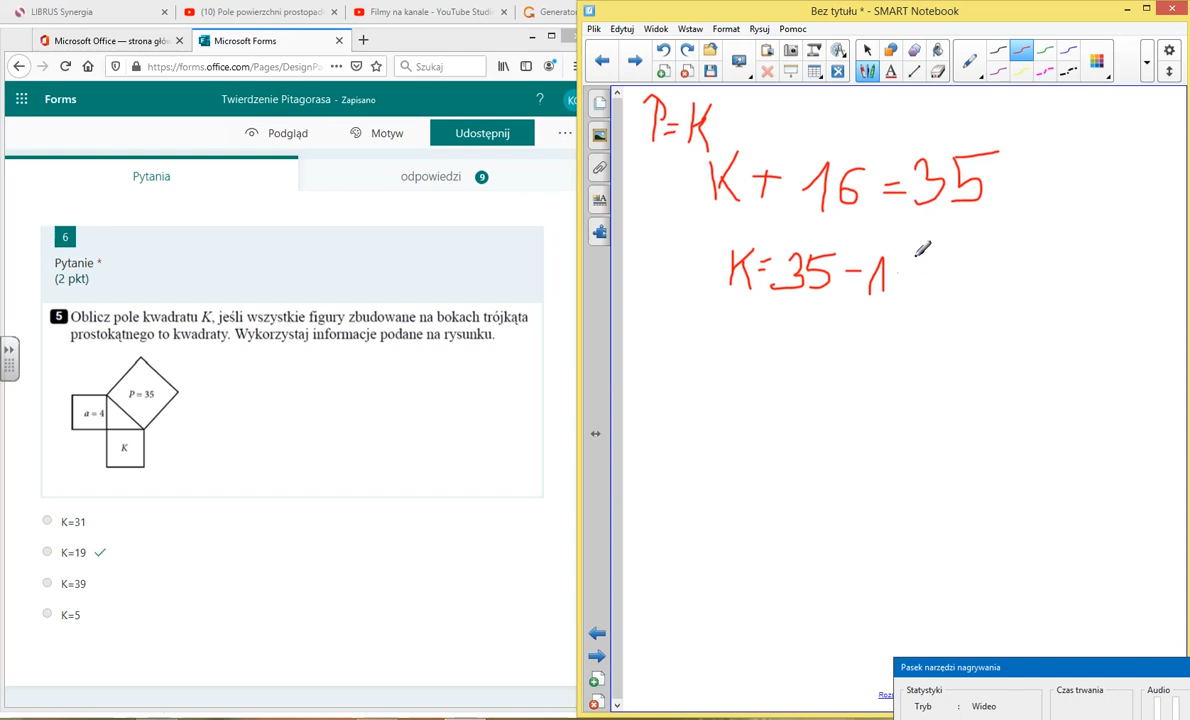 LIBRUS Synergia
(10) Pole powierzchni prostopad
Filmy na kanale - YouTube Studi
Generato
Microsoft Office — strona głów
Microsoft Forms
https://forms.office.com/Pages/DesignPa
Szukaj
Forms
Twierdzenie Pitagorasa - Zapisano
?
KG
Podgląd
Motyw
Udostępnij
Pytania
odpowiedzi 9
6
Pytanie *
(2 pkt)
5 Oblicz pole kwadratu K, jeśli wszystkie figury zbudowane na bokach trójkąta
prostokątnego to kwadraty. Wykorzystaj informacje podane na rysunku.
P = 35
a = 4
K
K=31
K=19
K=39
K=5
Bez tytułu * - SMART Notebook
Plik Edytuj Widok Wstaw Format Rysuj Pomoc
P=K
K + 16 = 35
K = 35 - 1
Pasek narzędzi nagrywania
Statystyki
Czas trwania
Audio
Tryb : Wideo